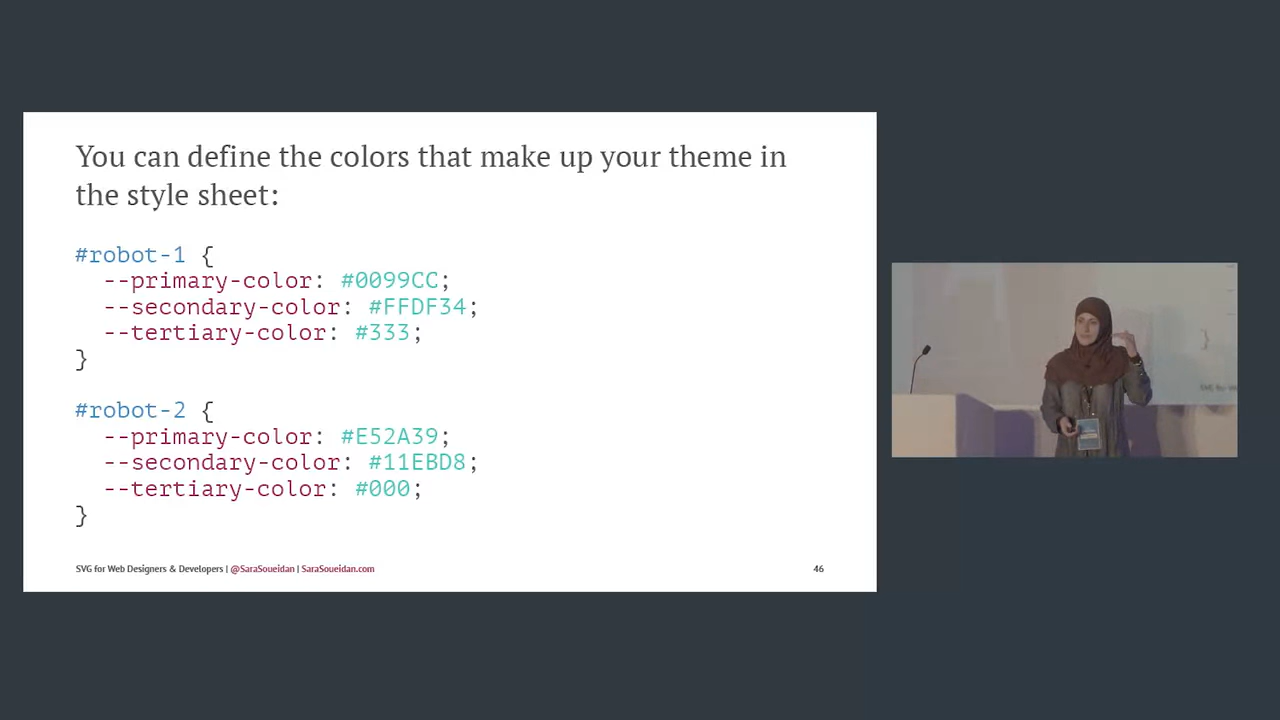 You can define the colors that make up your theme in
the style sheet:
#robot-1 {
  --primary-color: #0099CC;
  --secondary-color: #FFDF34;
  --tertiary-color: #333;
}
#robot-2 {
  --primary-color: #E52A39;
  --secondary-color: #11EBD8;
  --tertiary-color: #000;
}
SVG for Web Designers & Developers | @SaraSoueidan | SaraSoueidan.com
46